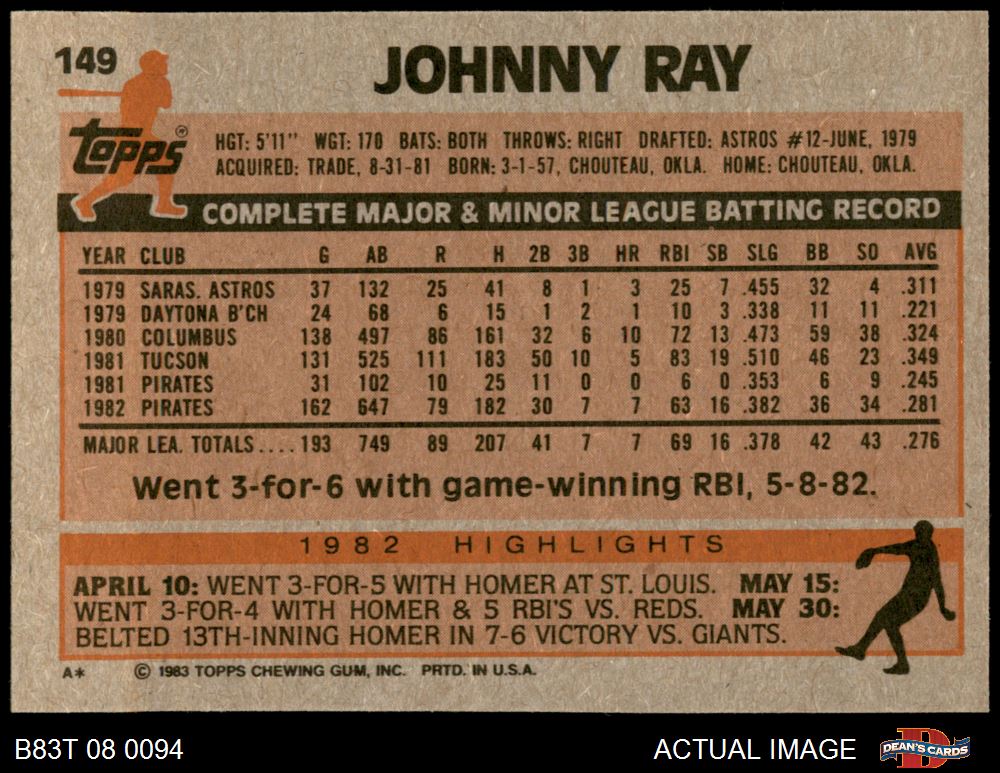 149
JOHNNY RAY
Topps®
HGT: 5'11" WGT: 170 BATS: BOTH THROWS: RIGHT DRAFTED: ASTROS #12-JUNE, 1979
ACQUIRED: TRADE, 8-31-81 BORN: 3-1-57, CHOUTEAU, OKLA. HOME: CHOUTEAU, OKLA.
COMPLETE MAJOR & MINOR LEAGUE BATTING RECORD
YEAR CLUB G AB R H 2B 3B HR RBI SB SLG BB SO AVG
1979 SARAS. ASTROS 37 132 25 41 8 1 3 25 7 .455 32 4 .311
1979 DAYTONA B'CH 24 68 6 15 1 2 1 10 3 .338 11 11 .221
1980 COLUMBUS 138 497 86 161 32 6 10 72 13 .473 59 38 .324
1981 TUCSON 131 525 111 183 50 10 5 83 19 .510 46 23 .349
1981 PIRATES 31 102 10 25 11 0 0 6 0 .353 6 9 .245
1982 PIRATES 162 647 79 182 30 7 7 63 16 .382 36 34 .281
MAJOR LEA. TOTALS.... 193 749 89 207 41 7 7 69 16 .378 42 43 .276
Went 3-for-6 with game-winning RBI, 5-8-82.
1982 HIGHLIGHTS
APRIL 10: WENT 3-FOR-5 WITH HOMER AT ST. LOUIS. MAY 15:
WENT 3-FOR-4 WITH HOMER & 5 RBI'S VS. REDS. MAY 30:
BELTED 13TH-INNING HOMER IN 7-6 VICTORY VS. GIANTS.
A* © 1983 TOPPS CHEWING GUM, INC. PRTD. IN U.S.A.
B83T 08 0094 ACTUAL IMAGE DEAN'S CARDS